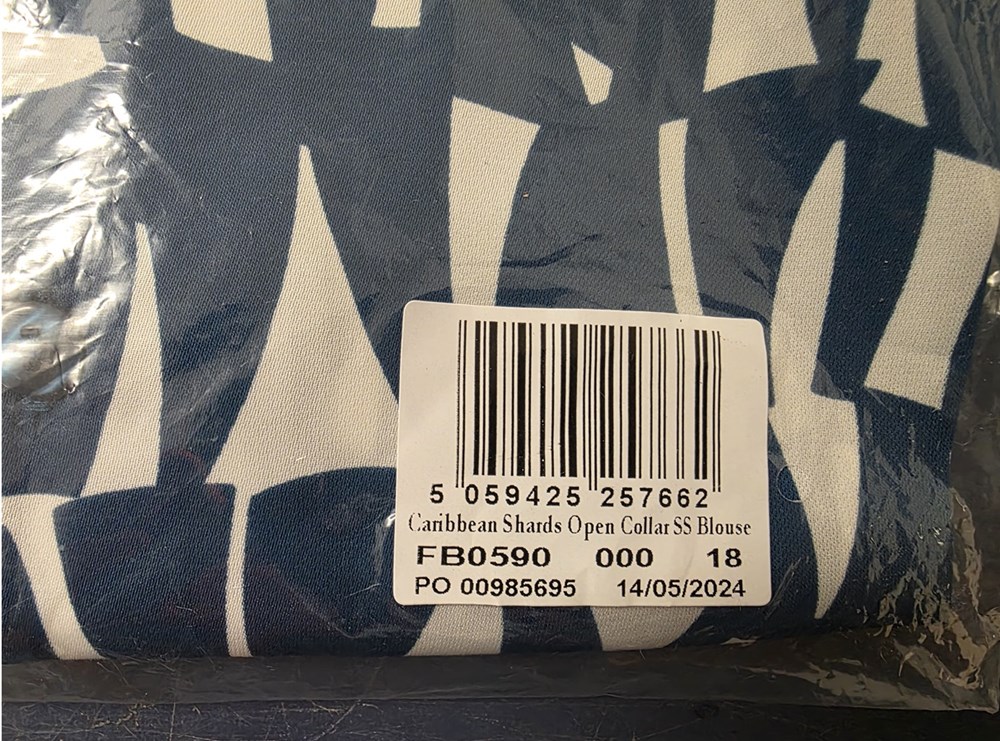 5 059425 257662
Caribbean Shards Open Collar SS Blouse
FB0590 000 18
PO 00985695 14/05/2024